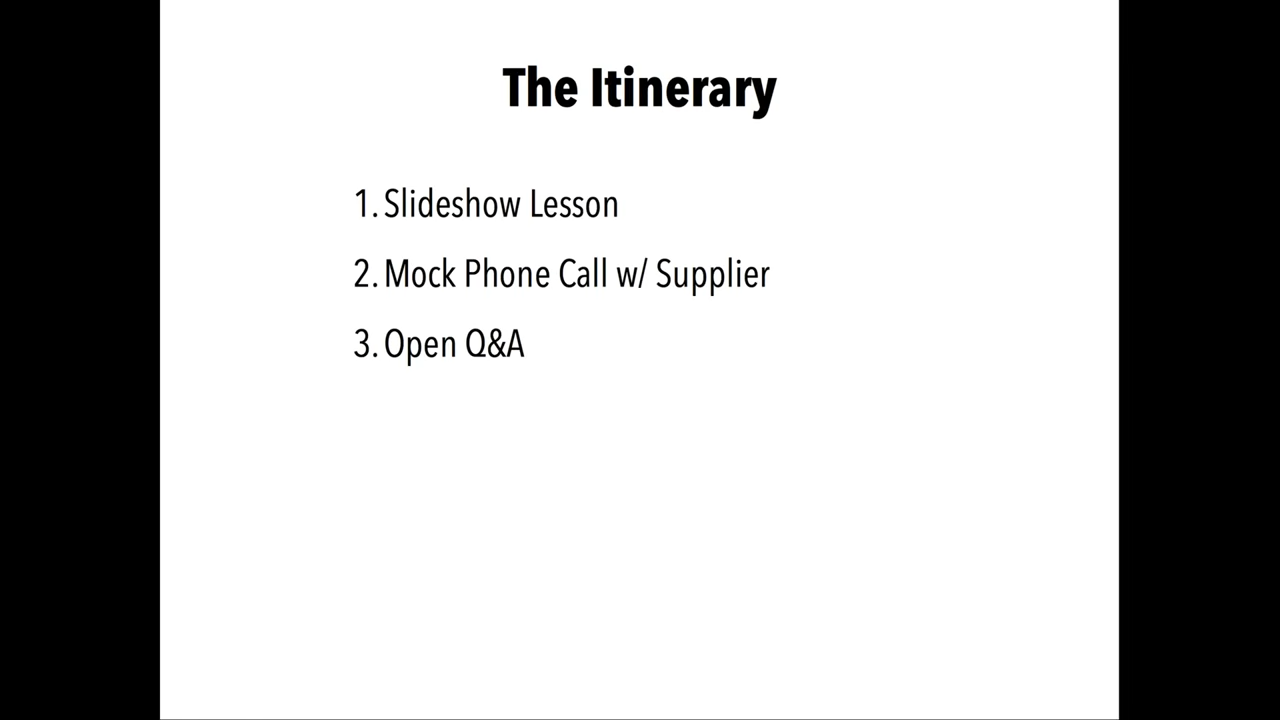 The Itinerary
1. Slideshow Lesson
2. Mock Phone Call w/ Supplier
3. Open Q&A